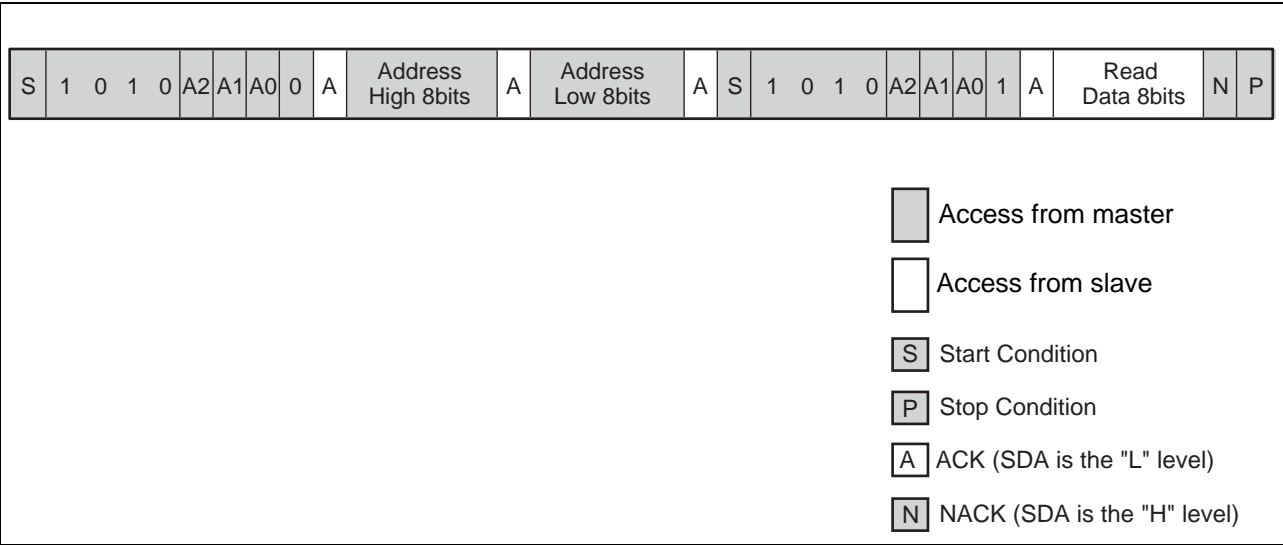 S 1 0 1 0 A2 A1 A0 0 A Address High 8bits A Address Low 8bits A S 1 0 1 0 A2 A1 A0 1 A Read Data 8bits N P
Access from master
Access from slave
S Start Condition
P Stop Condition
A ACK (SDA is the "L" level)
N NACK (SDA is the "H" level)